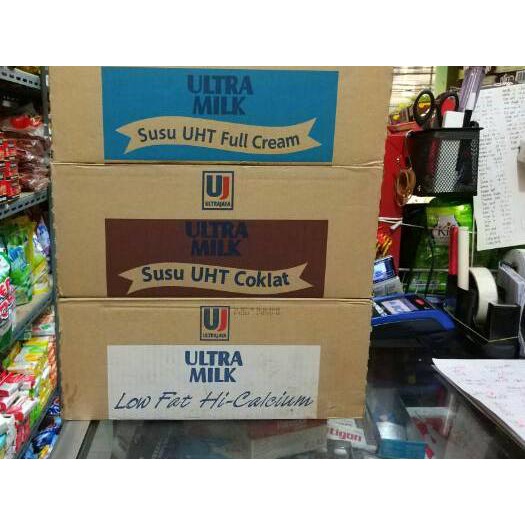 ULTRA
MILK
Susu UHT Full Cream
UJ
ULTRAJAYA
ULTRA
MILK
Susu UHT Coklat
UJ
ULTRAJAYA
ULTRA
MILK
Low Fat Hi-Calcium